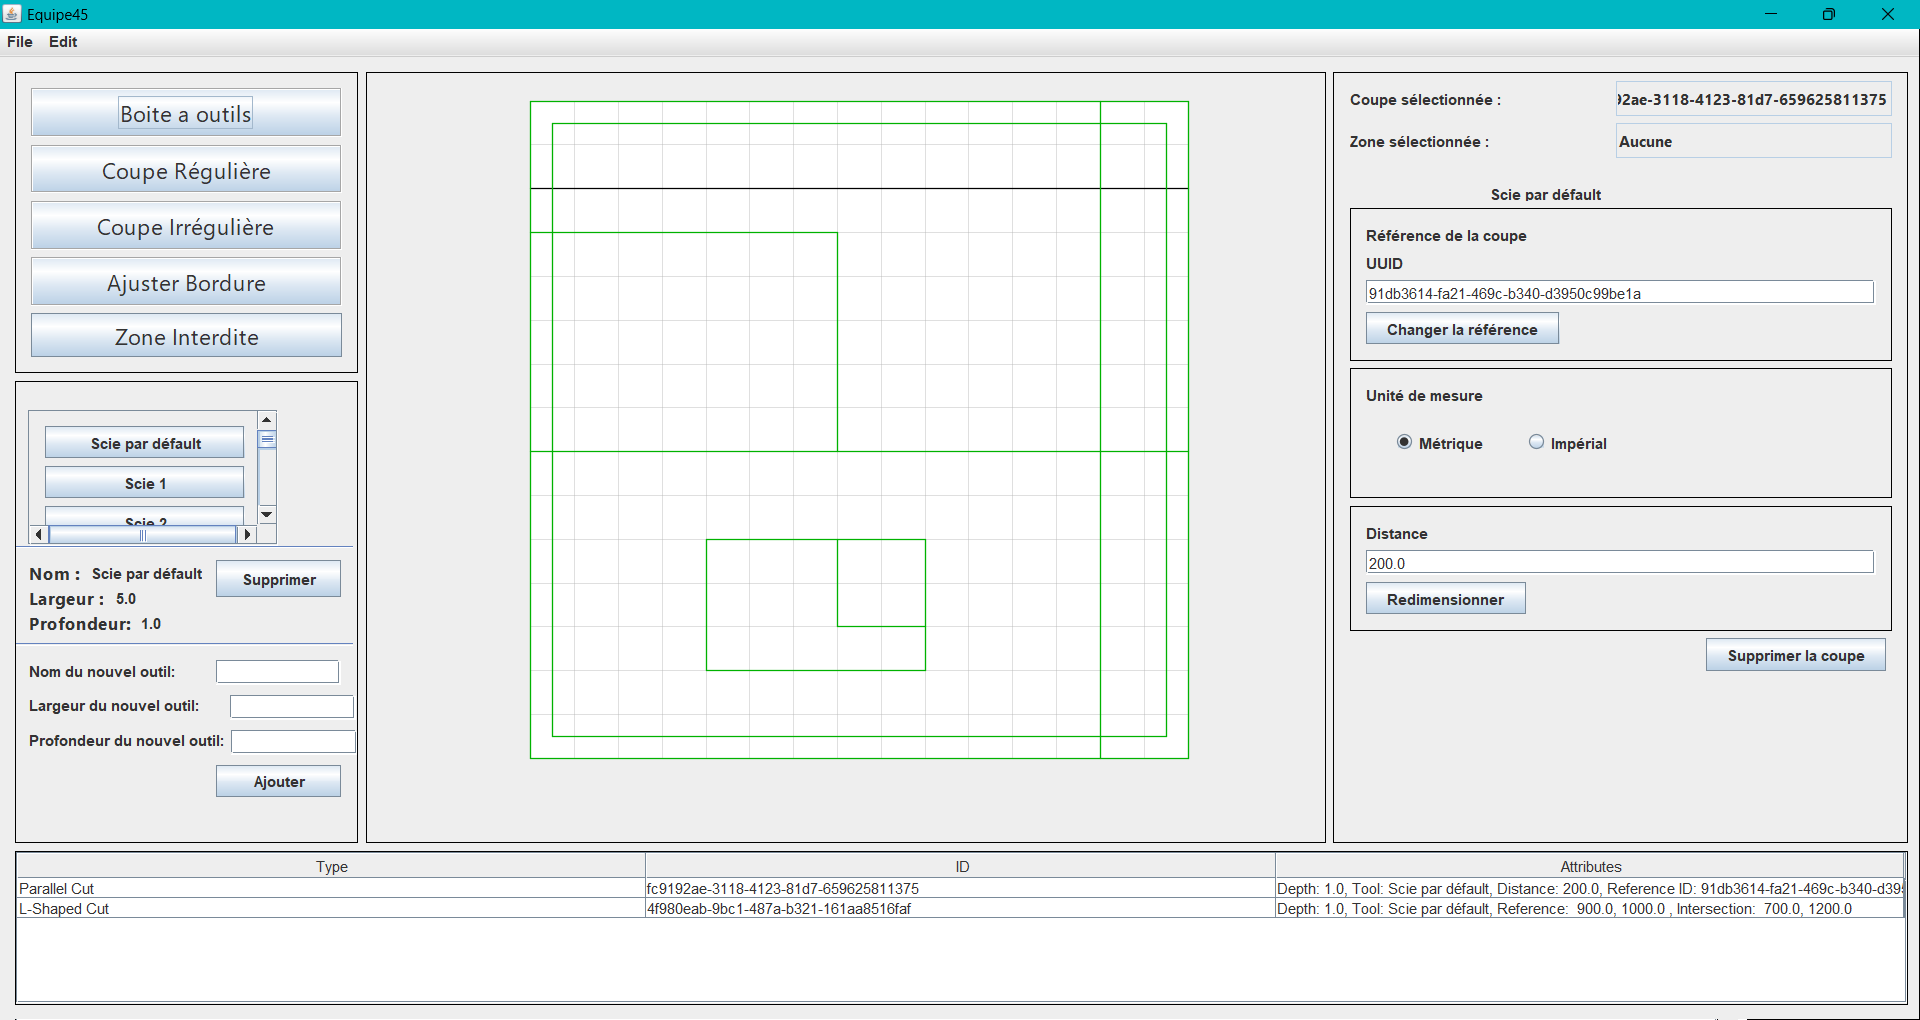 Equipe45
File Edit
Boite a outils
Coupe Régulière
Coupe Irrégulière
Ajuster Bordure
Zone Interdite
Scie par défault
Scie 1
Scie 2
Nom : Scie par défault
Supprimer
Largeur : 5.0
Profondeur: 1.0
Nom du nouvel outil:
Largeur du nouvel outil:
Profondeur du nouvel outil:
Ajouter
Coupe sélectionnée : 92ae-3118-4123-81d7-659625811375
Zone sélectionnée : Aucune
Scie par défault
Référence de la coupe
UUID
91db3614-fa21-469c-b340-d3950c99be1a
Changer la référence
Unité de mesure
Métrique Impérial
Distance
200.0
Redimensionner
Supprimer la coupe
Type ID Attributes
Parallel Cut fc9192ae-3118-4123-81d7-659625811375 Depth: 1.0, Tool: Scie par défault, Distance: 200.0, Reference ID: 91db3614-fa21-469c-b340-d39
L-Shaped Cut 4f980eab-9bc1-487a-b321-161aa8516faf Depth: 1.0, Tool: Scie par défault, Reference: 900.0, 1000.0 , Intersection: 700.0, 1200.0